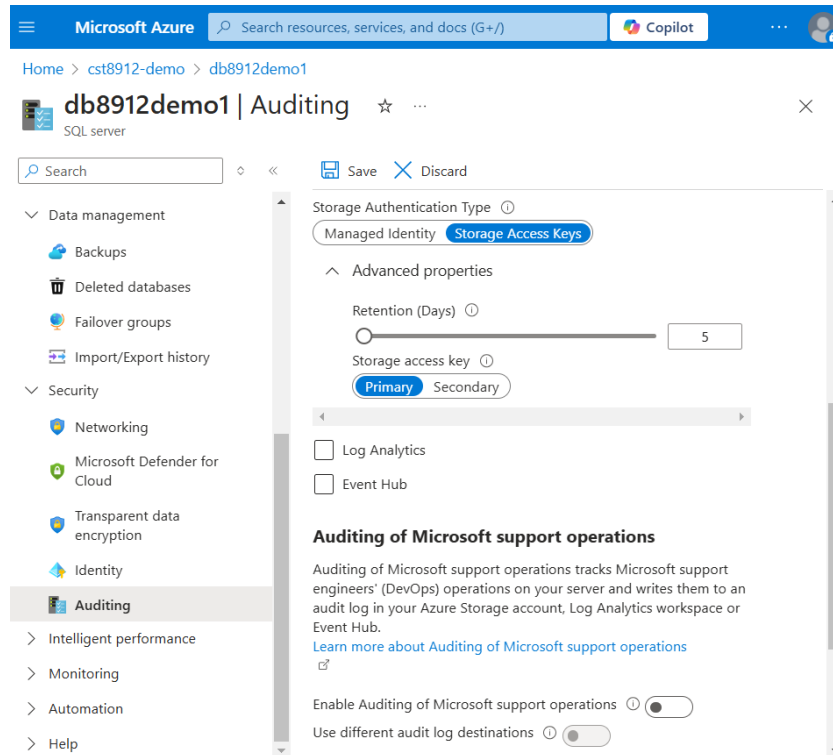 Microsoft Azure
Search resources, services, and docs (G+/)
Copilot
Home > cst8912-demo > db8912demo1
db8912demo1 | Auditing
SQL server
Search
Data management
Backups
Deleted databases
Failover groups
Import/Export history
Security
Networking
Microsoft Defender for
Cloud
Transparent data
encryption
Identity
Auditing
Intelligent performance
Monitoring
Automation
Help
Save
Discard
Storage Authentication Type
Managed Identity
Storage Access Keys
Advanced properties
Retention (Days)
5
Storage access key
Primary
Secondary
Log Analytics
Event Hub
Auditing of Microsoft support operations
Auditing of Microsoft support operations tracks Microsoft support
engineers' (DevOps) operations on your server and writes them to an
audit log in your Azure Storage account, Log Analytics workspace or
Event Hub.
Learn more about Auditing of Microsoft support operations
Enable Auditing of Microsoft support operations
Use different audit log destinations